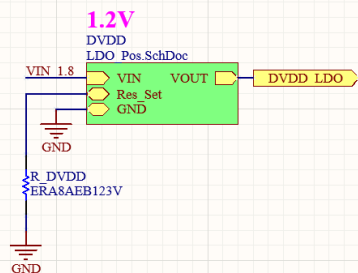 1.2V
DVDD
LDO_Pos.SchDoc
VIN_1.8
VIN
VOUT
DVDD_LDO
Res_Set
GND
GND
R_DVDD
ERA8AEB123V
GND